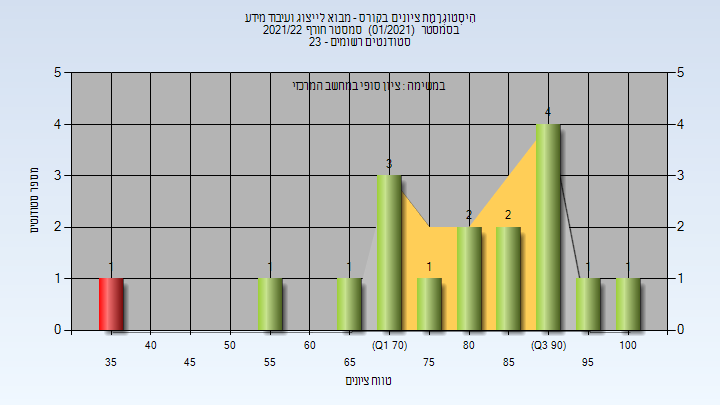 היסטוגרמת ציונים בקורס - מבוא לייצוג ועיבוד מידע
בסמסטר (01/2021) סמסטר חורף 2021/22
סטודנטים רשומים - 23
במשימה : ציון סופי במחשב המרכזי
5 5
4 4
3 3
2 2
1 1
0 0
1 1 1 3 1 2 2 4 1 1
מספר סטודנטים
40 50 60 (Q1 70) 80 (Q3 90) 100
35 45 55 65 75 85 95
טווח ציונים